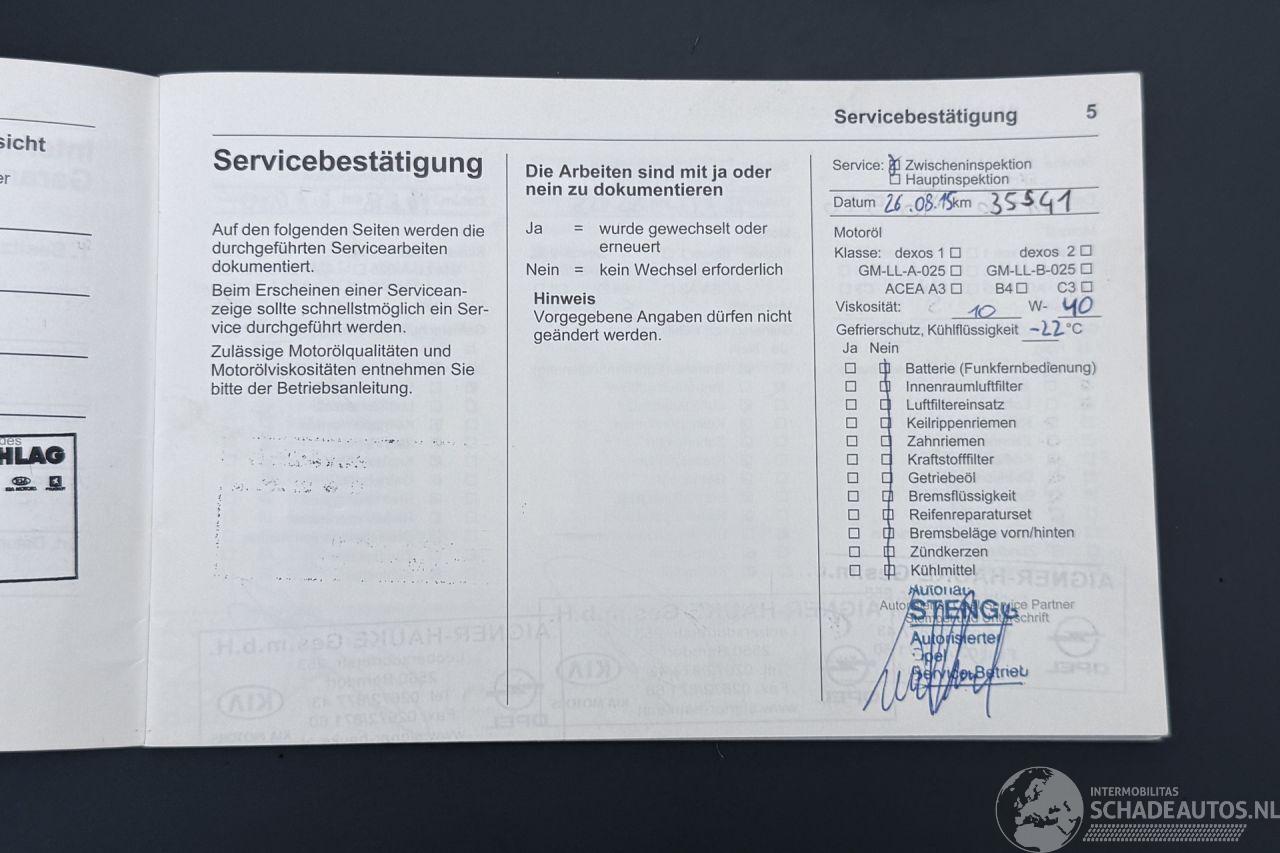 Servicebestätigung 5
sicht
er
des
HLAG
KIA MOTORS PEUGEOT
Servicebestätigung
Auf den folgenden Seiten werden die
durchgeführten Servicearbeiten
dokumentiert.
Beim Erscheinen einer Servicean-
zeige sollte schnellstmöglich ein Ser-
vice durchgeführt werden.
Zulässige Motorölqualitäten und
Motorölviskositäten entnehmen Sie
bitte der Betriebsanleitung.
Die Arbeiten sind mit ja oder
nein zu dokumentieren
Ja = wurde gewechselt oder
erneuert
Nein = kein Wechsel erforderlich
Hinweis
Vorgegebene Angaben dürfen nicht
geändert werden.
Service: Zwischeninspektion
Hauptinspektion
Datum 26.08.15 km 35541
Motoröl
Klasse: dexos 1 dexos 2
GM-LL-A-025 GM-LL-B-025
ACEA A3 B4 C3
Viskosität: 10 W- 40
Gefrierschutz, Kühlflüssigkeit -22 °C
Ja Nein
Batterie (Funkfernbedienung)
Innenraumluftfilter
Luftfiltereinsatz
Keilrippenriemen
Zahnriemen
Kraftstofffilter
Getriebeöl
Bremsflüssigkeit
Reifenreparaturset
Bremsbeläge vorn/hinten
Zündkerzen
Kühlmittel
Service Partner
STENG
Autorisierter
Opel
Service-Betrieb
INTERMOBILITAS
SCHADEAUTOS.NL